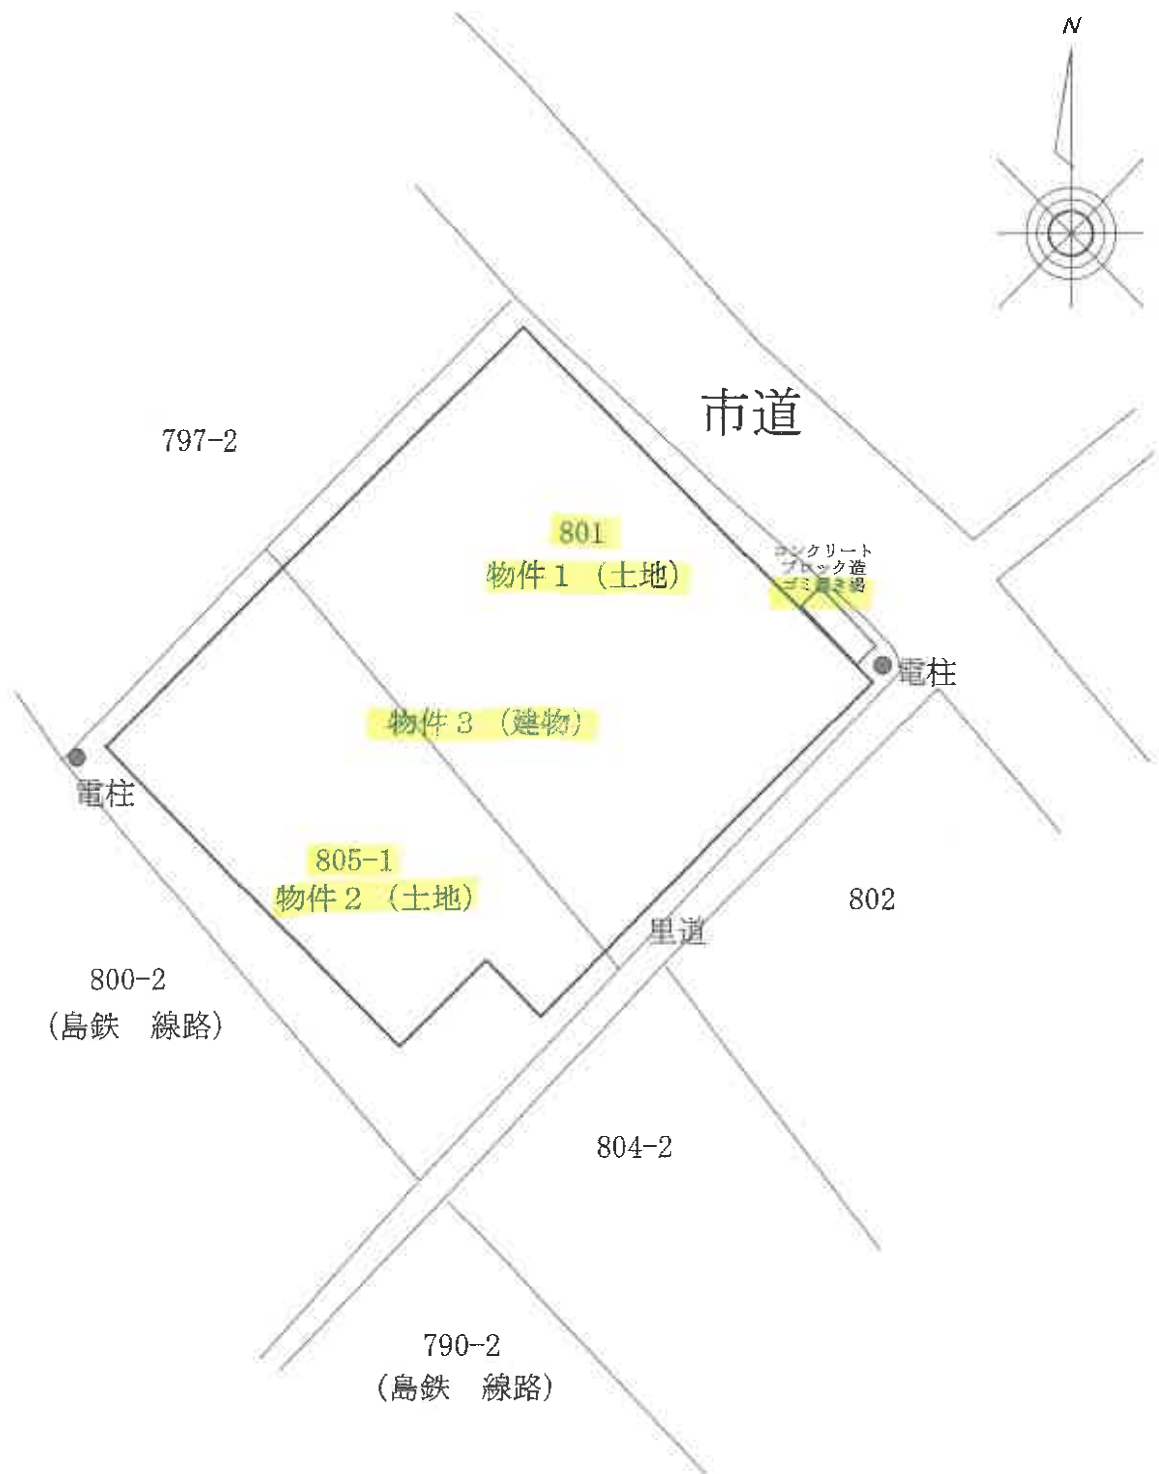 N
市道
797-2
801
物件1（土地）
コンクリート
ブロック造
ゴミ置き場
電柱
物件3（建物）
電柱
805-1
物件2（土地）
802
里道
800-2
(島鉄　線路)
804-2
790-2
(島鉄　線路)